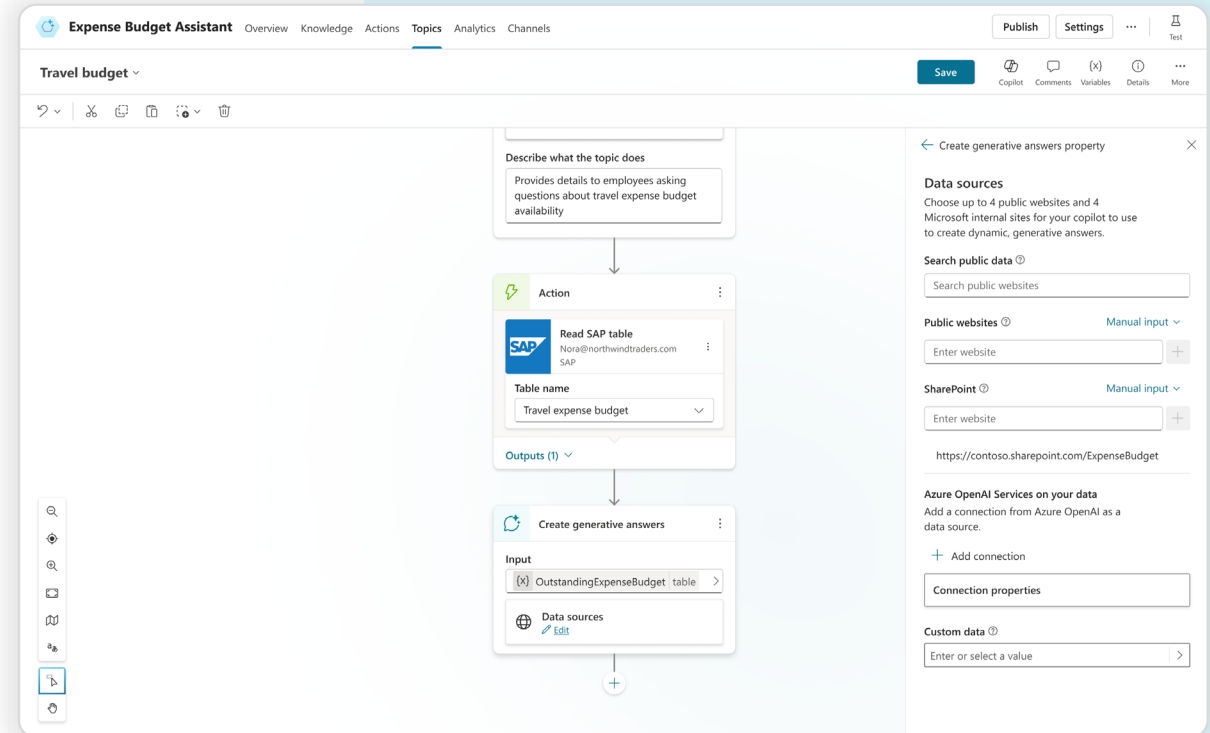 Expense Budget Assistant Overview Knowledge Actions Topics Analytics Channels Publish Settings ... Test
Travel budget Save Copilot Comments {x} Variables Details ... More
Describe what the topic does
Provides details to employees asking
questions about travel expense budget
availability
Action
SAP
Read SAP table
Nora@northwindtraders.com
SAP
Table name
Travel expense budget
Outputs (1)
Create generative answers
Input
{x} OutstandingExpenseBudget table
Data sources
Edit
Create generative answers property
Data sources
Choose up to 4 public websites and 4
Microsoft internal sites for your copilot to use
to create dynamic, generative answers.
Search public data
Search public websites
Public websites Manual input
Enter website
SharePoint Manual input
Enter website
https://contoso.sharepoint.com/ExpenseBudget
Azure OpenAI Services on your data
Add a connection from Azure OpenAI as a
data source.
Add connection
Connection properties
Custom data
Enter or select a value